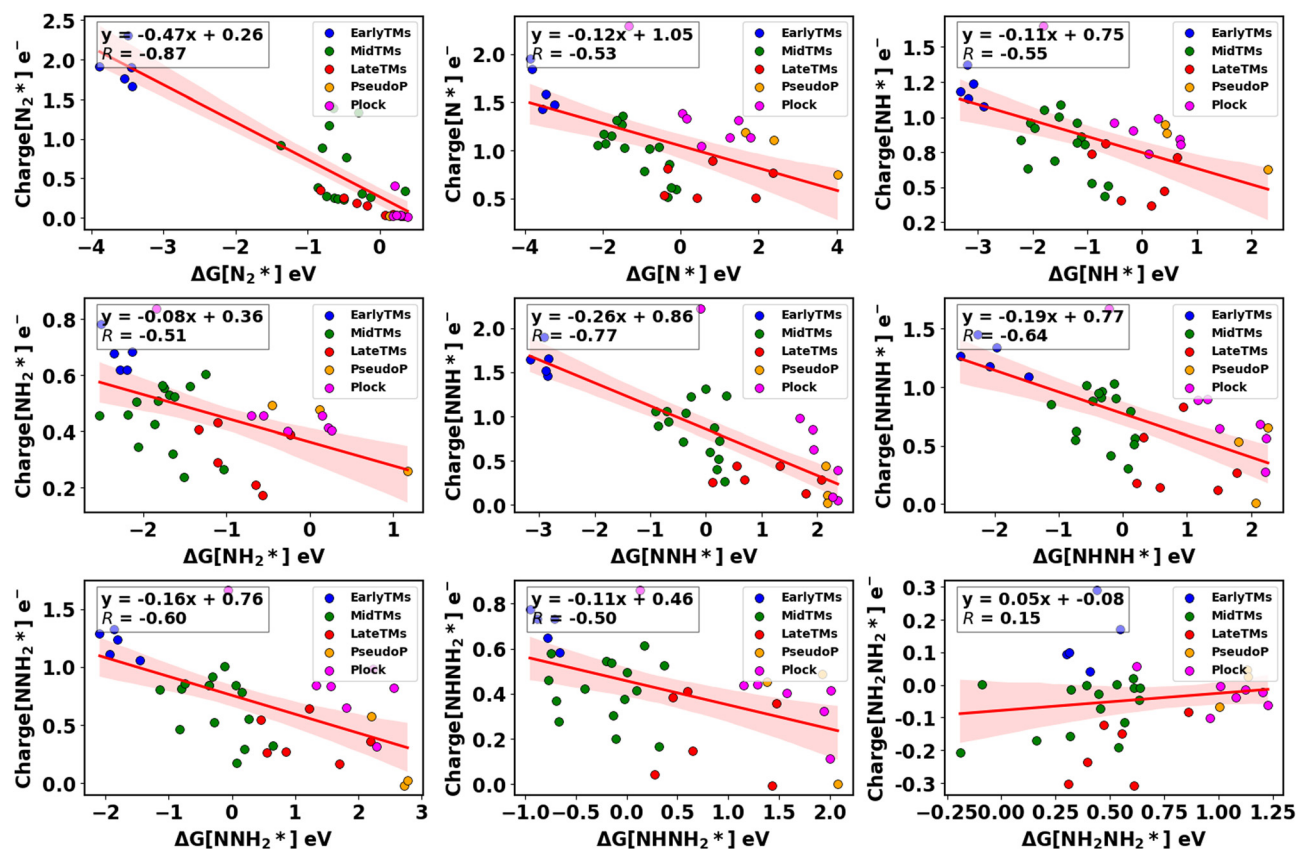 y = -0.47x + 0.26
R = -0.87
EarlyTMs
MidTMs
LateTMs
PseudoP
Plock
2.5
2.0
1.5
1.0
0.5
0.0
Charge[N₂*] e⁻
−4
−3
−2
−1
0
ΔG[N₂*] eV
y = -0.12x + 1.05
R = -0.53
EarlyTMs
MidTMs
LateTMs
PseudoP
Plock
2.0
1.5
1.0
0.5
Charge[N*] e⁻
−4
−2
0
2
4
ΔG[N*] eV
y = -0.11x + 0.75
R = -0.55
EarlyTMs
MidTMs
LateTMs
PseudoP
Plock
1.5
1.2
1.0
0.8
0.5
0.2
Charge[NH*] e⁻
−3
−2
−1
0
1
2
ΔG[NH*] eV
y = -0.08x + 0.36
R = -0.51
EarlyTMs
MidTMs
LateTMs
PseudoP
Plock
0.8
0.6
0.4
0.2
Charge[NH₂*] e⁻
−2
−1
0
1
ΔG[NH₂*] eV
y = -0.26x + 0.86
R = -0.77
EarlyTMs
MidTMs
LateTMs
PseudoP
Plock
2.0
1.5
1.0
0.5
0.0
Charge[NNH*] e⁻
−3
−2
−1
0
1
2
ΔG[NNH*] eV
y = -0.19x + 0.77
R = -0.64
EarlyTMs
MidTMs
LateTMs
PseudoP
Plock
1.5
1.0
0.5
0.0
Charge[NHNH*] e⁻
−2
−1
0
1
2
ΔG[NHNH*] eV
y = -0.16x + 0.76
R = -0.60
EarlyTMs
MidTMs
LateTMs
PseudoP
Plock
1.5
1.0
0.5
0.0
Charge[NNH₂*] e⁻
−2
−1
0
1
2
3
ΔG[NNH₂*] eV
y = -0.11x + 0.46
R = -0.50
EarlyTMs
MidTMs
LateTMs
PseudoP
Plock
0.8
0.6
0.4
0.2
0.0
Charge[NHNH₂*] e⁻
−1.0
−0.5
0.0
0.5
1.0
1.5
2.0
ΔG[NHNH₂*] eV
y = 0.05x + -0.08
R = 0.15
EarlyTMs
MidTMs
LateTMs
PseudoP
Plock
0.3
0.2
0.1
0.0
−0.1
−0.2
−0.3
Charge[NH₂NH₂*] e⁻
−0.25
0.00
0.25
0.50
0.75
1.00
1.25
ΔG[NH₂NH₂*] eV